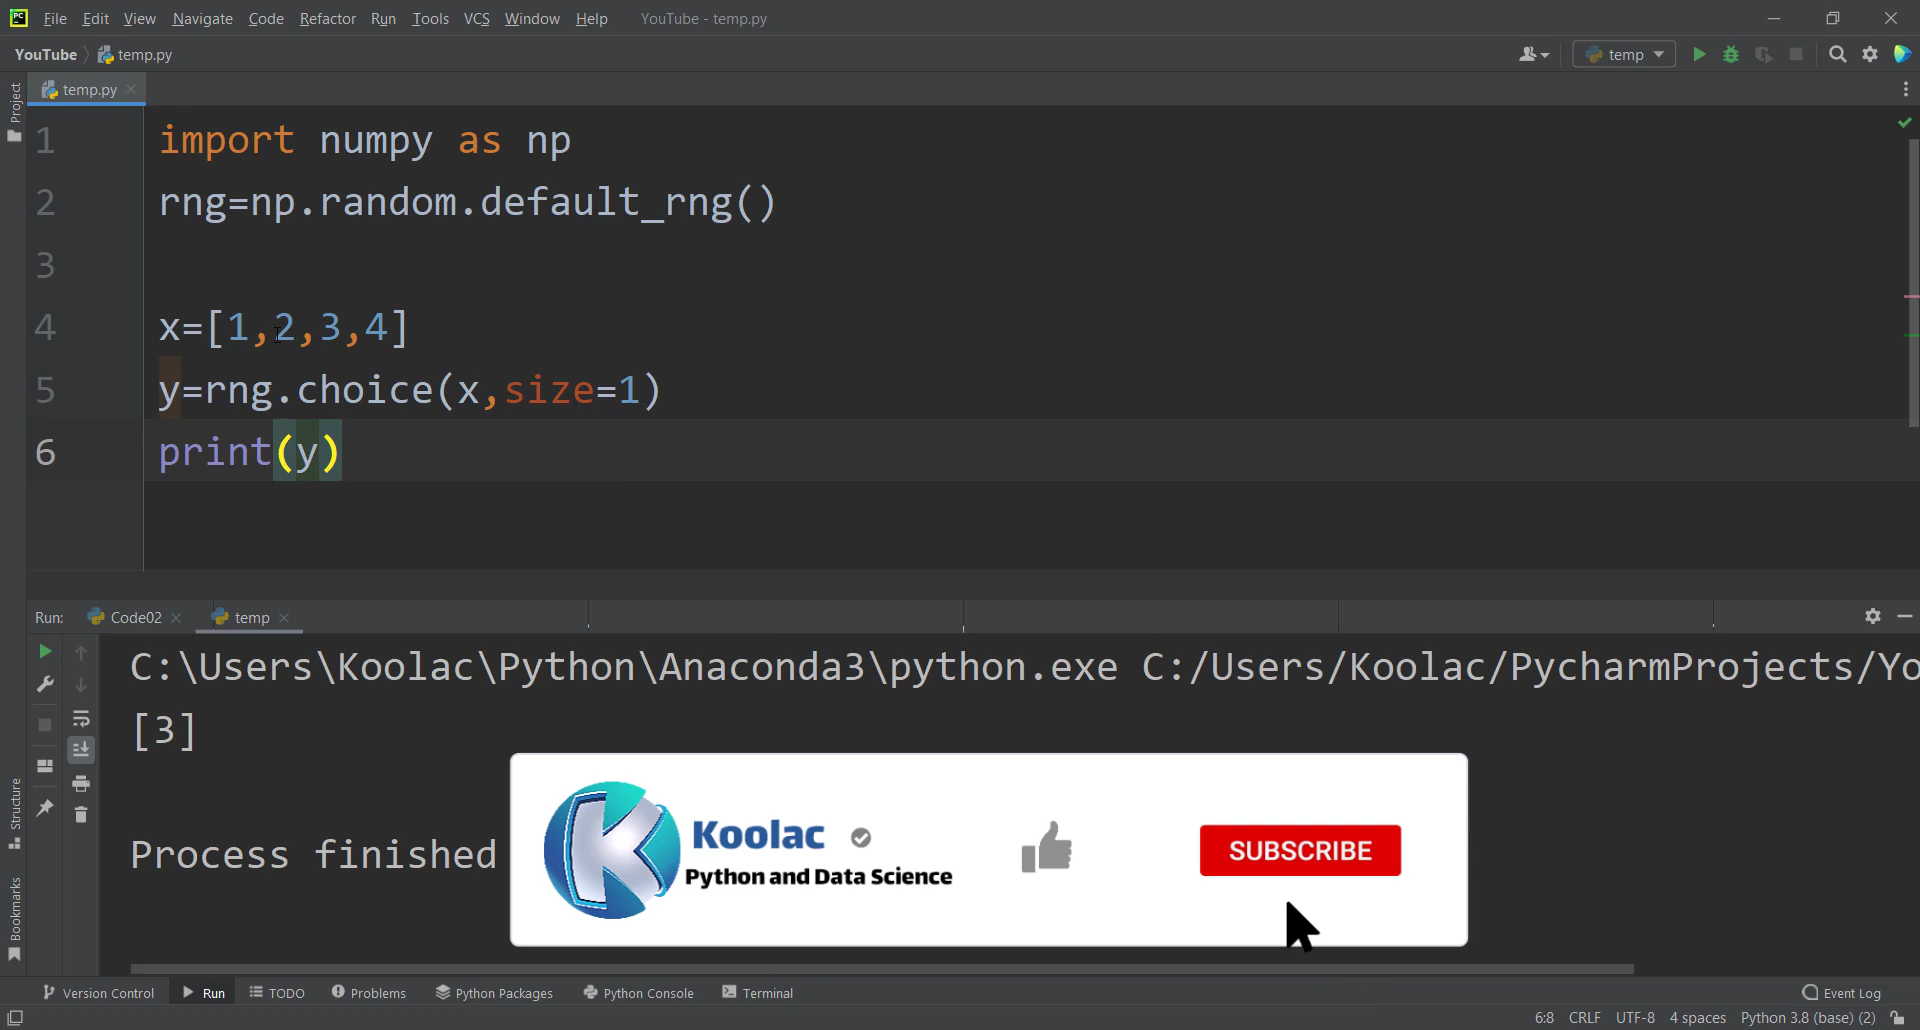 File Edit View Navigate Code Refactor Run Tools VCS Window Help YouTube - temp.py
YouTube temp.py temp
temp.py
Project
1 import numpy as np
2 rng=np.random.default_rng()
3
4 x=[1,2,3,4]
5 y=rng.choice(x,size=1)
6 print(y)
Run: Code02 temp
C:\Users\Koolac\Python\Anaconda3\python.exe C:/Users/Koolac/PycharmProjects/Yo
[3]
Process finished
Koolac
Python and Data Science
SUBSCRIBE
Structure
Bookmarks
Version Control Run TODO Problems Python Packages Python Console Terminal Event Log
6:8 CRLF UTF-8 4 spaces Python 3.8 (base) (2)